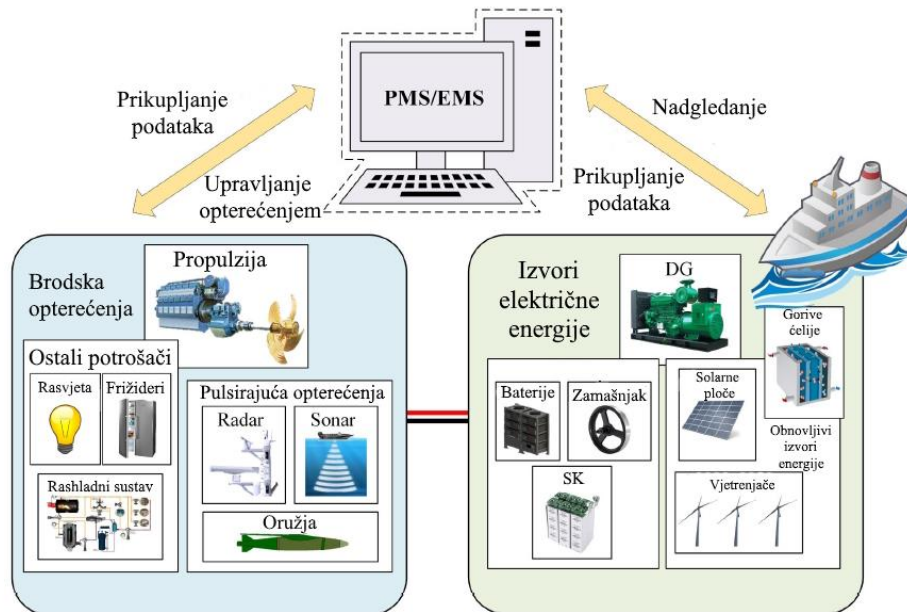 PMS/EMS
Prikupljanje
podataka
Upravljanje
opterećenjem
Nadgledanje
Prikupljanje
podataka
Brodska
opterećenja
Propulzija
Ostali potrošači
Rasvjeta
Frižideri
Rashladni sustav
Pulsirajuća opterećenja
Radar
Sonar
Oružja
Izvori
električne
energije
DG
Gorive
ćelije
Baterije
Zamašnjak
SK
Solarne
ploče
Obnovljivi
izvori
energije
Vjetrenjače